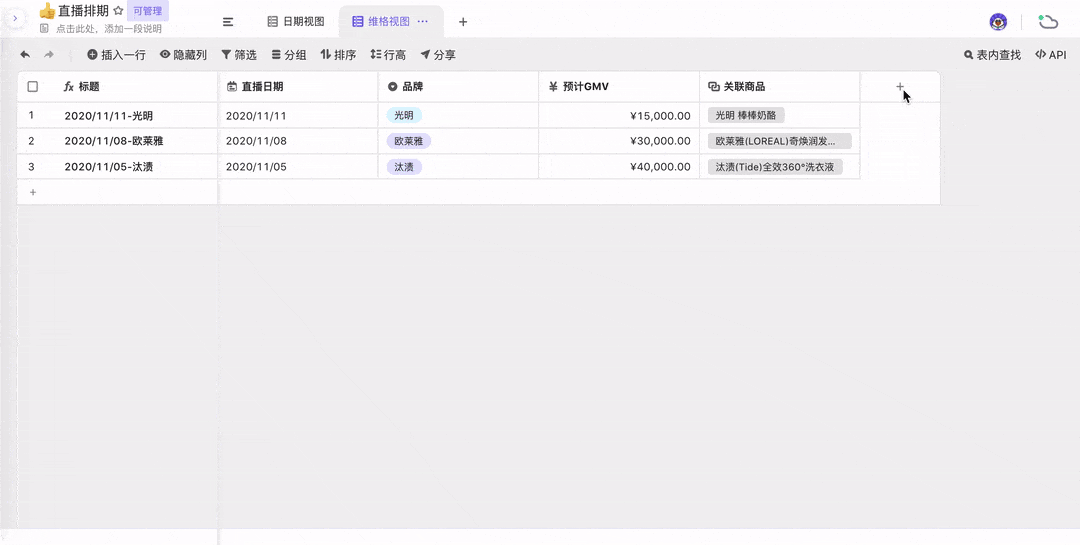 直播排期 可管理
点击此处，添加一段说明
日期视图 维格视图
插入一行 隐藏列 筛选 分组 排序 行高 分享 表内查找 API
标题 直播日期 品牌 预计GMV 关联商品
1 2020/11/11-光明 2020/11/11 光明 ¥15,000.00 光明 棒棒奶酪
2 2020/11/08-欧莱雅 2020/11/08 欧莱雅 ¥30,000.00 欧莱雅(LOREAL)奇焕润发...
3 2020/11/05-汰渍 2020/11/05 汰渍 ¥40,000.00 汰渍(Tide)全效360°洗衣液